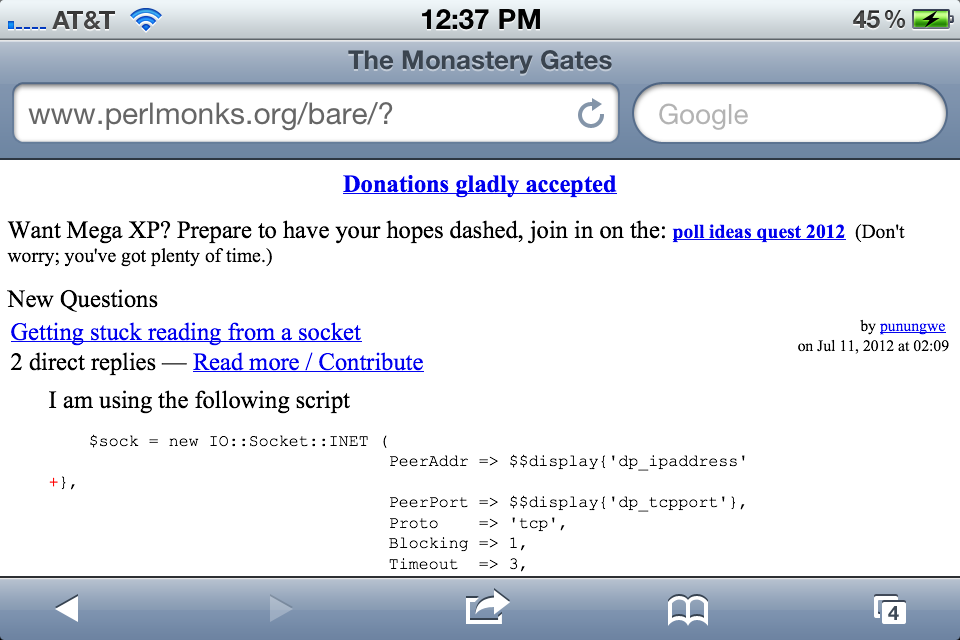 AT&T 12:37 PM 45 %
The Monastery Gates
www.perlmonks.org/bare/? Google
Donations gladly accepted
Want Mega XP? Prepare to have your hopes dashed, join in on the: poll ideas quest 2012 (Don't
worry; you've got plenty of time.)
New Questions
Getting stuck reading from a socket by punungwe
on Jul 11, 2012 at 02:09
2 direct replies — Read more / Contribute
I am using the following script
$sock = new IO::Socket::INET (
PeerAddr => $$display{'dp_ipaddress'
+},
PeerPort => $$display{'dp_tcpport'},
Proto    => 'tcp',
Blocking => 1,
Timeout  => 3,
4